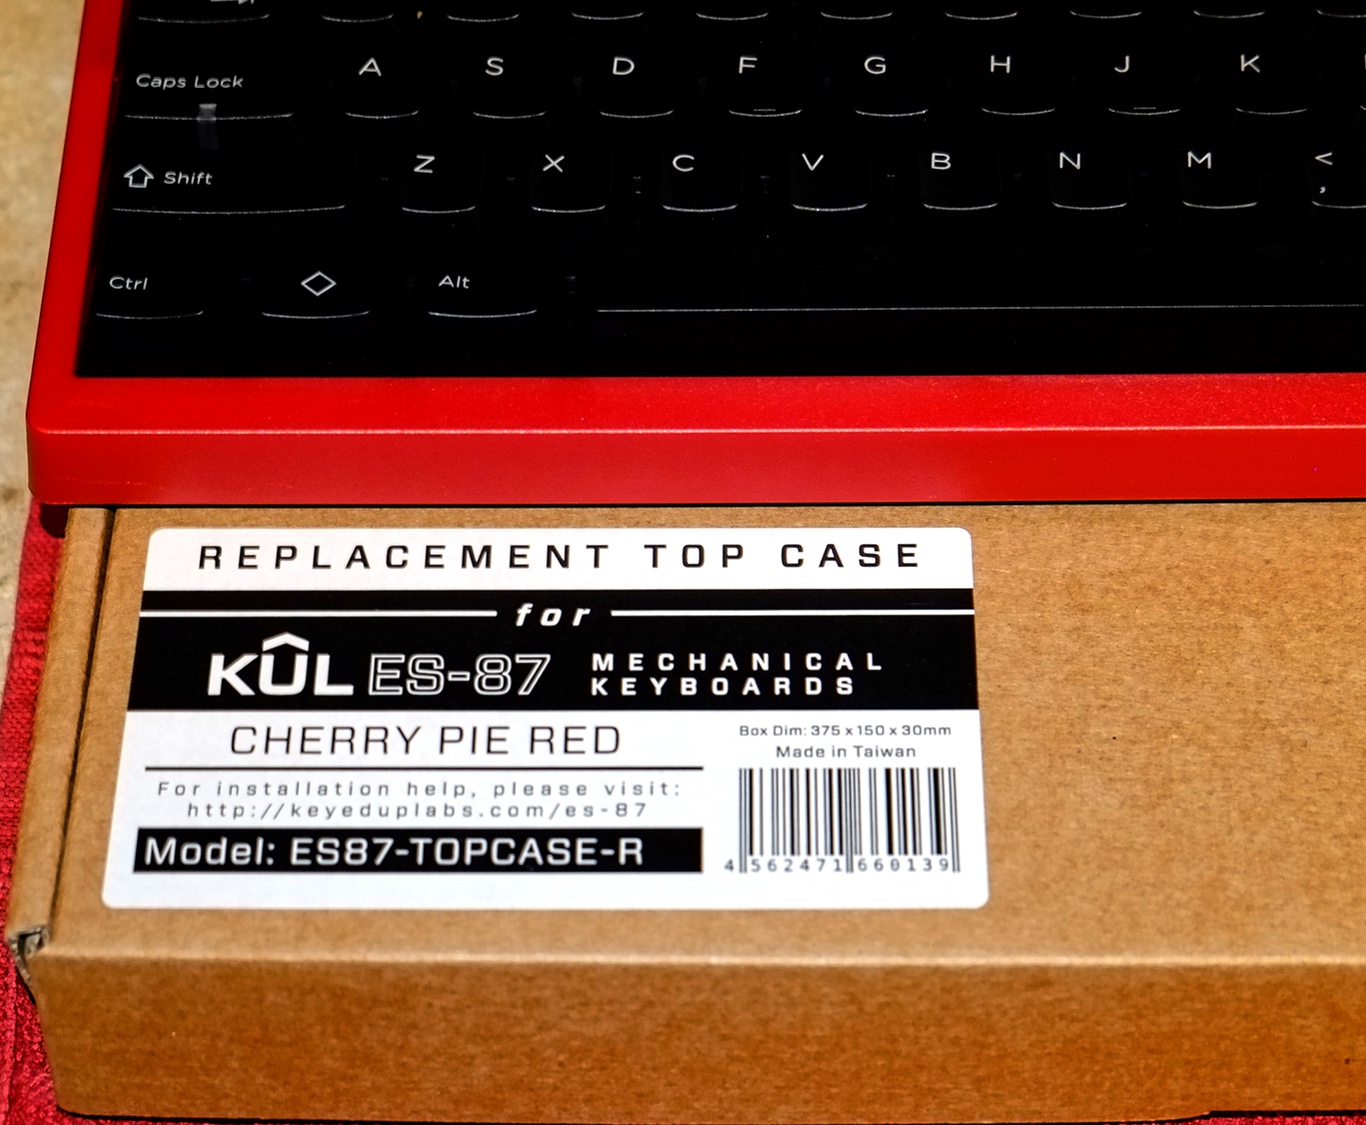 Caps Lock A S D F G H J K
Shift Z X C V B N M <
,
Ctrl Alt
REPLACEMENT TOP CASE
for
KÛL ES-87 MECHANICAL
KEYBOARDS
CHERRY PIE RED
For installation help, please visit:
http://keyeduplabs.com/es-87
Model: ES87-TOPCASE-R
Box Dim: 375 x 150 x 30mm
Made in Taiwan
4 562471 660139